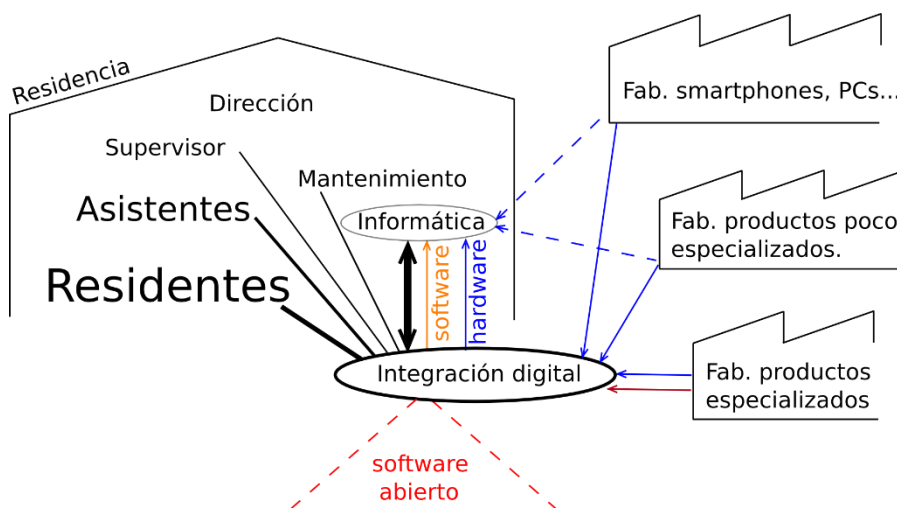 Residencia
Dirección
Supervisor
Mantenimiento
Asistentes
Informática
Residentes
software
hardware
Integración digital
software
abierto
Fab. smartphones, PCs...
Fab. productos poco
especializados.
Fab. productos
especializados